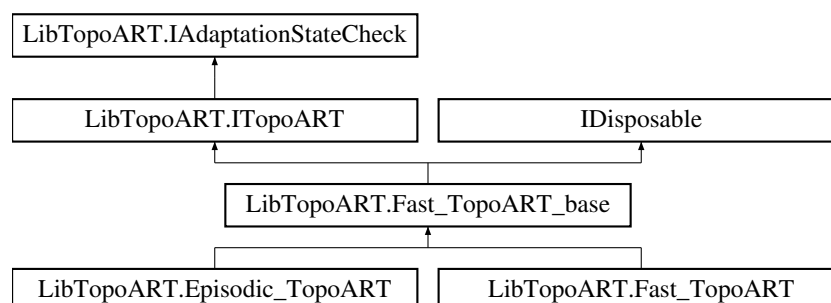 LibTopoART.IAdaptationStateCheck
LibTopoART.ITopoART
IDisposable
LibTopoART.Fast_TopoART_base
LibTopoART.Episodic_TopoART
LibTopoART.Fast_TopoART